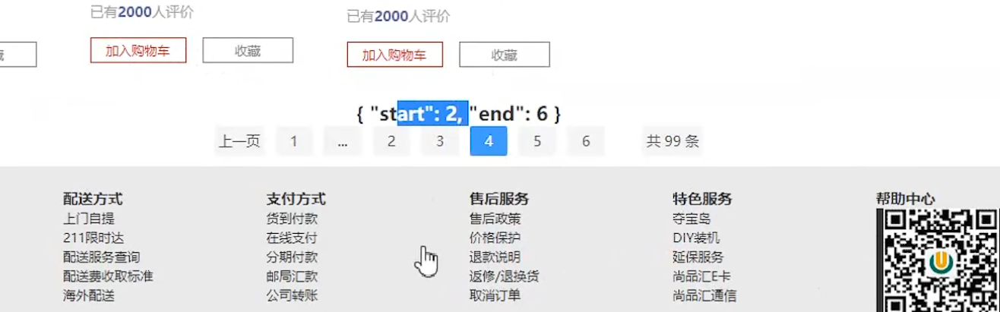 已有2000人评价
已有2000人评价
加入购物车 收藏
加入购物车 收藏
{ "start": 2, "end": 6 }
上一页 1 ... 2 3 4 5 6 共 99 条
配送方式 支付方式 售后服务 特色服务 帮助中心
上门自提 货到付款 售后政策 夺宝岛
211限时达 在线支付 价格保护 DIY装机
配送服务查询 分期付款 退款说明 延保服务
配送费收取标准 邮局汇款 返修/退换货 尚品汇E卡
海外配送 公司转账 取消订单 尚品汇通信